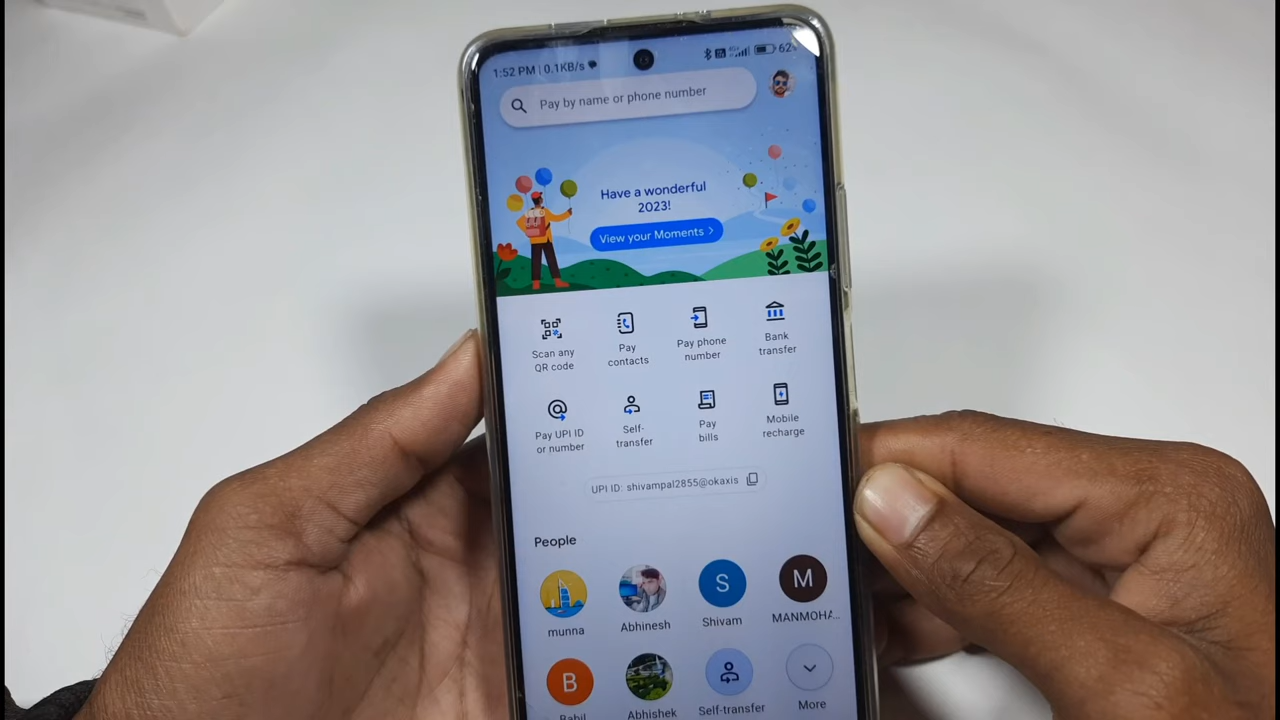 1:52 PM | 0.1KB/s
62%
Pay by name or phone number
Have a wonderful
2023!
View your Moments >
Scan any
QR code
Pay
contacts
Pay phone
number
Bank
transfer
Pay UPI ID
or number
Self-
transfer
Pay
bills
Mobile
recharge
UPI ID: shivampal2855@okaxis
People
S
M
munna
Abhinesh
Shivam
MANMOHA...
B
Abhishek
Self-transfer
More